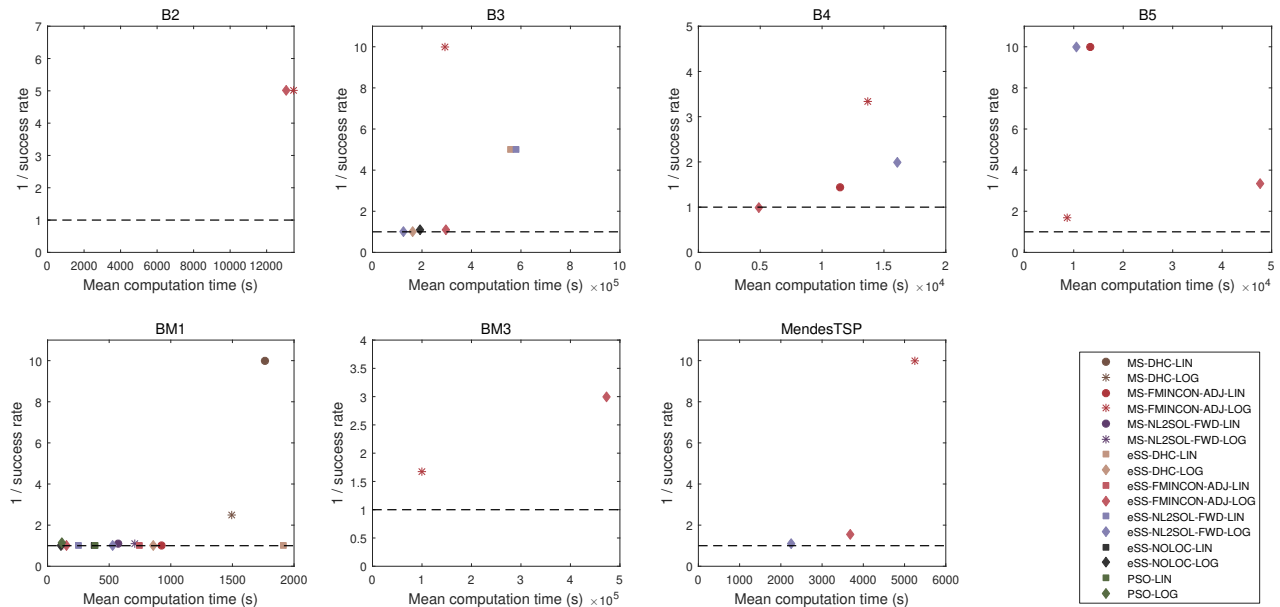 B2
7
6
5
4
3
2
1
0
1 / success rate
0 2000 4000 6000 8000 10000 12000
Mean computation time (s)
B3
10
8
6
4
2
0
1 / success rate
0 2 4 6 8 10
Mean computation time (s) ×10^5
B4
5
4
3
2
1
0
1 / success rate
0 0.5 1 1.5 2
Mean computation time (s) ×10^4
B5
10
8
6
4
2
0
1 / success rate
0 1 2 3 4 5
Mean computation time (s) ×10^4
BM1
10
8
6
4
2
0
1 / success rate
0 500 1000 1500 2000
Mean computation time (s)
BM3
4
3.5
3
2.5
2
1.5
1
0.5
0
1 / success rate
0 1 2 3 4 5
Mean computation time (s) ×10^5
MendesTSP
10
8
6
4
2
0
1 / success rate
0 1000 2000 3000 4000 5000 6000
Mean computation time (s)
MS-DHC-LIN
MS-DHC-LOG
MS-FMINCON-ADJ-LIN
MS-FMINCON-ADJ-LOG
MS-NL2SOL-FWD-LIN
MS-NL2SOL-FWD-LOG
eSS-DHC-LIN
eSS-DHC-LOG
eSS-FMINCON-ADJ-LIN
eSS-FMINCON-ADJ-LOG
eSS-NL2SOL-FWD-LIN
eSS-NL2SOL-FWD-LOG
eSS-NOLOC-LIN
eSS-NOLOC-LOG
PSO-LIN
PSO-LOG